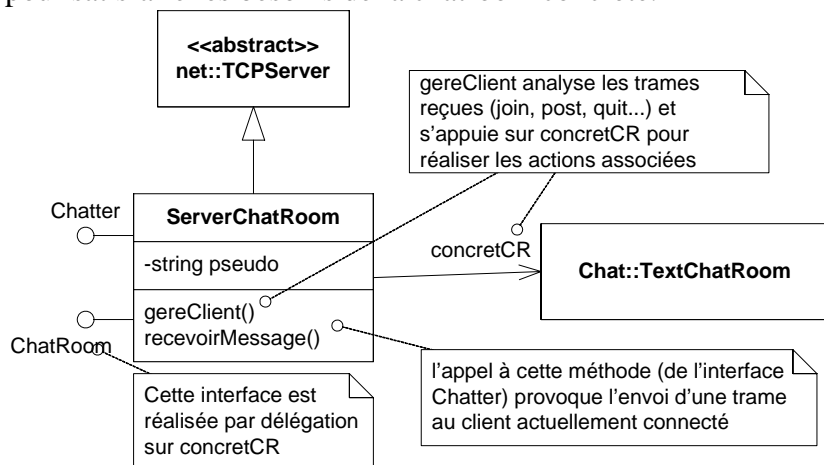 <<abstract>>
net::TCPServer
gereClient analyse les trames
reçues (join, post, quit...) et
s'appuie sur concretCR pour
réaliser les actions associées
Chatter
ServerChatRoom
-string pseudo
concretCR
Chat::TextChatRoom
gereClient()
recevoirMessage()
ChatRoom
Cette interface est
réalisée par délégation
sur concretCR
l'appel à cette méthode (de l'interface
Chatter) provoque l'envoi d'une trame
au client actuellement connecté